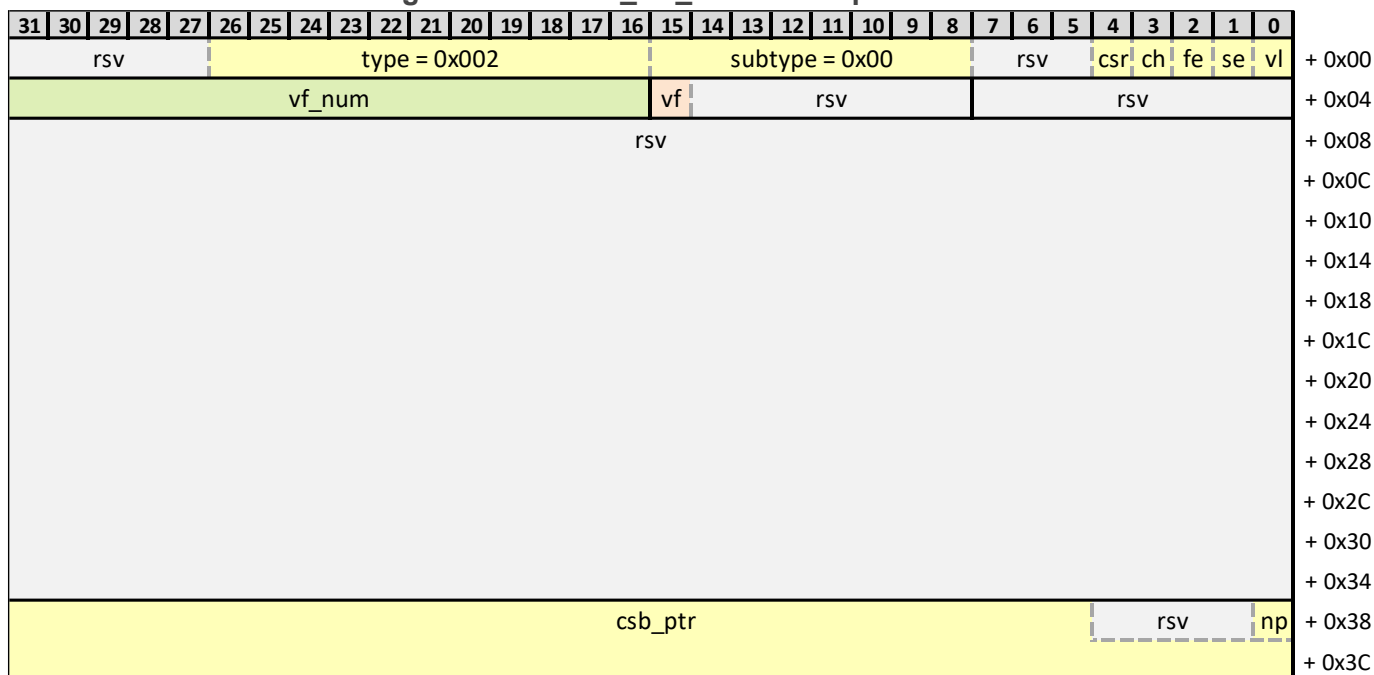 31 30 29 28 27 26 25 24 23 22 21 20 19 18 17 16 15 14 13 12 11 10 9 8 7 6 5 4 3 2 1 0
rsv type = 0x002 subtype = 0x00 rsv csr ch fe se vl + 0x00
vf_num vf rsv rsv + 0x04
rsv + 0x08
+ 0x0C
+ 0x10
+ 0x14
+ 0x18
+ 0x1C
+ 0x20
+ 0x24
+ 0x28
+ 0x2C
+ 0x30
+ 0x34
csb_ptr rsv np + 0x38
+ 0x3C